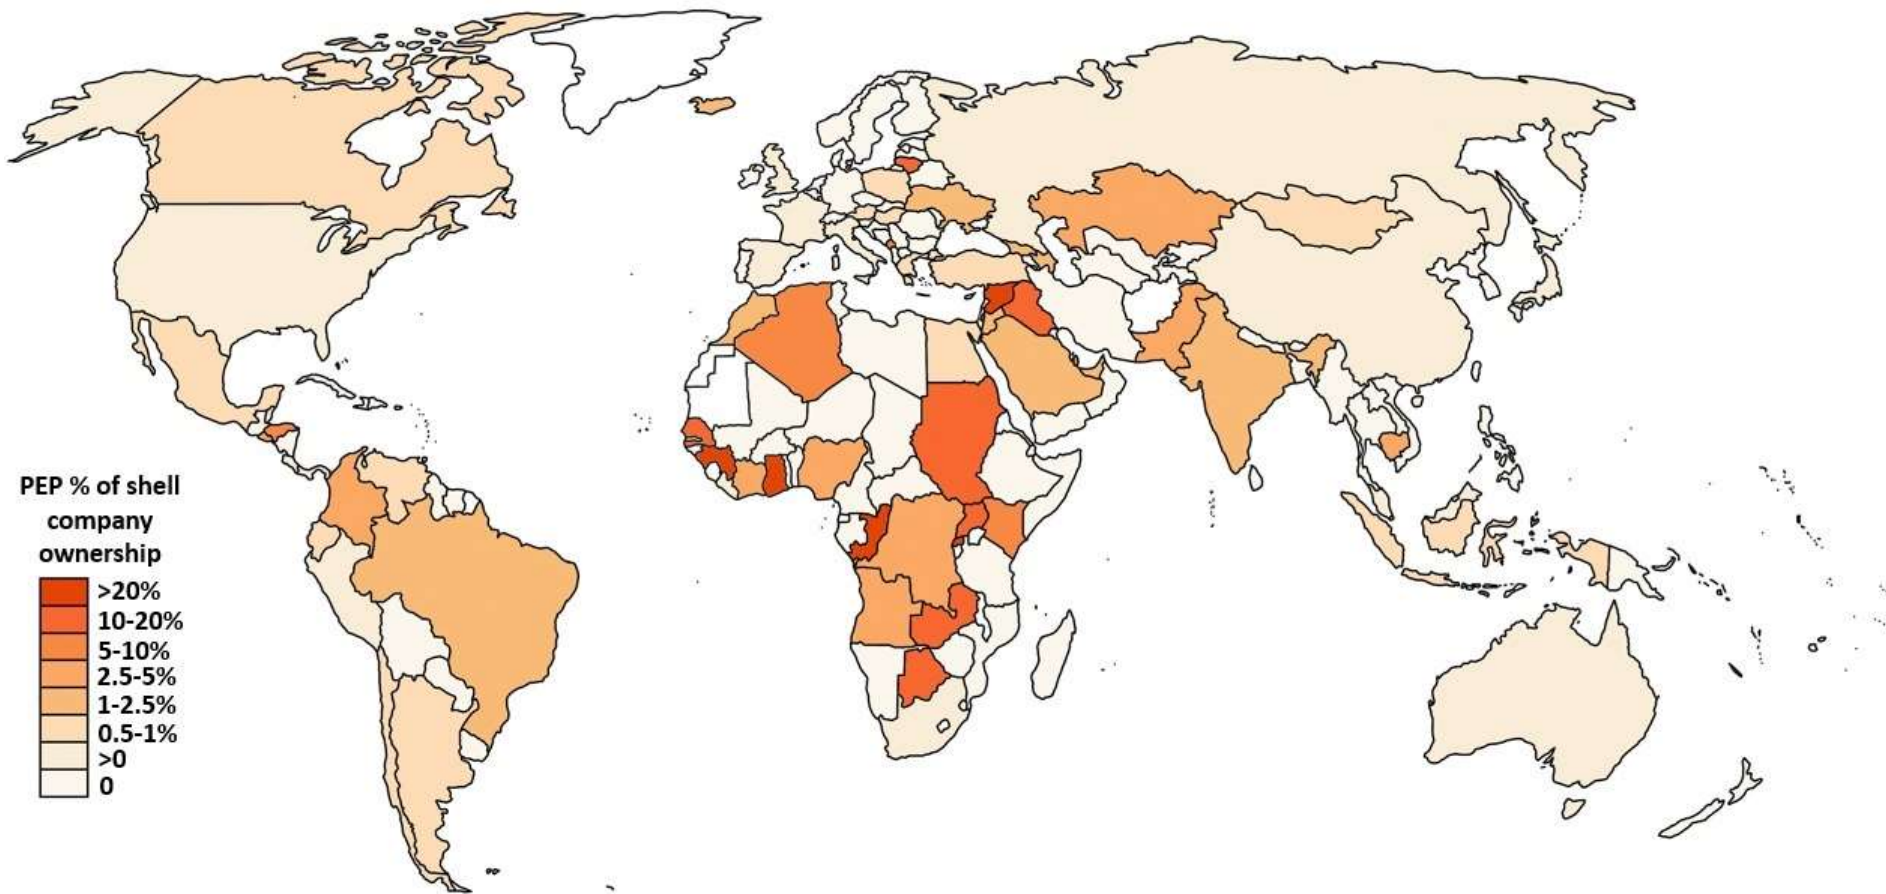 PEP % of shell
company
ownership
>20%
10-20%
5-10%
2.5-5%
1-2.5%
0.5-1%
>0
0